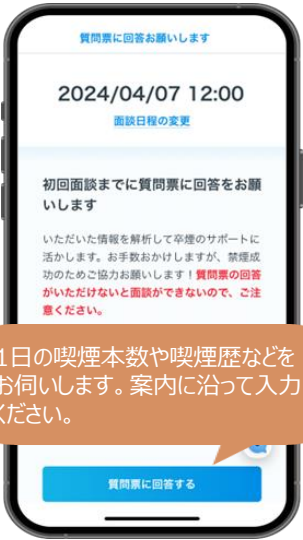 質問票に回答お願いします
2024/04/07 12:00
面談日程の変更
初回面談までに質問票に回答をお願
いします
いただいた情報を解析して卒煙のサポートに
活かします。お手数おかけしますが、禁煙成
功のためご協力お願いします！質問票の回答
がいただけないと面談ができないので、ご注
意ください。
1日の喫煙本数や喫煙歴などを
お伺いします。案内に沿って入力
ください。
質問票に回答する